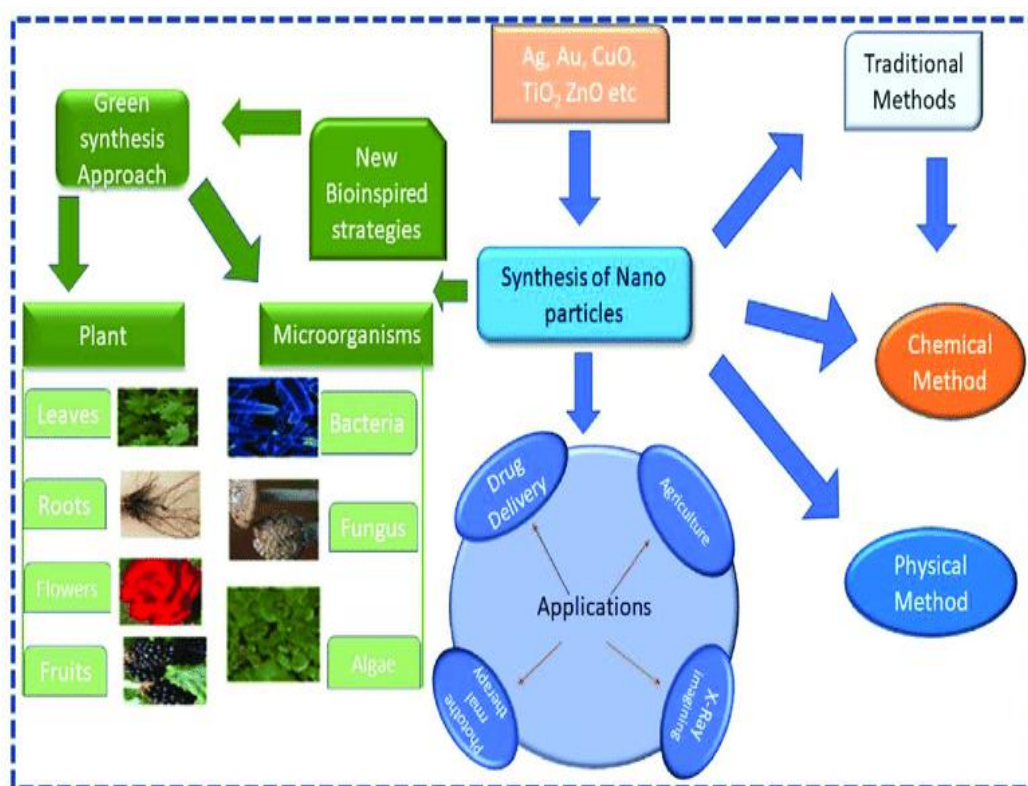 Ag, Au, CuO,
TiO₂ ZnO etc
Traditional
Methods
Green
synthesis
Approach
New
Bioinspired
strategies
Synthesis of Nano
particles
Plant
Microorganisms
Chemical
Method
Leaves
Bacteria
Roots
Fungus
Flowers
Fruits
Algae
Drug
Delivery
Agriculture
Applications
Photothe
rmal
therapy
X-Ray
imagining
Physical
Method